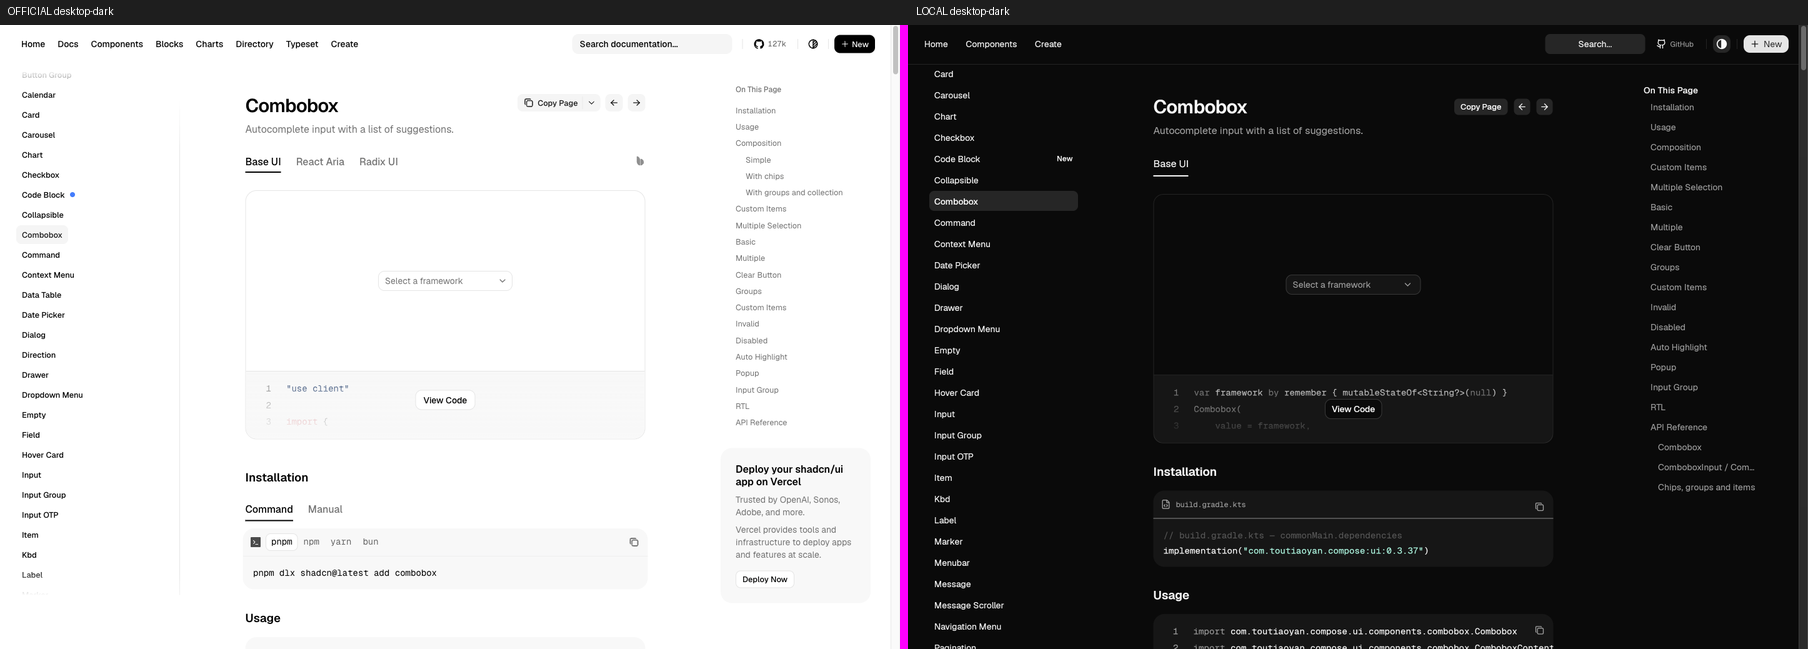 OFFICIAL desktop-dark
Home Docs Components Blocks Charts Directory Typeset Create
Search documentation...
127k
+ New
Button Group
Calendar
Card
Carousel
Chart
Checkbox
Code Block
Collapsible
Combobox
Command
Context Menu
Data Table
Date Picker
Dialog
Direction
Drawer
Dropdown Menu
Empty
Field
Hover Card
Input
Input Group
Input OTP
Item
Kbd
Label
Combobox
Copy Page
Autocomplete input with a list of suggestions.
Base UI React Aria Radix UI
Select a framework
1 "use client"
2
3 import {
View Code
Installation
Command Manual
pnpm npm yarn bun
pnpm dlx shadcn@latest add combobox
Usage
On This Page
Installation
Usage
Composition
Simple
With chips
With groups and collection
Custom Items
Multiple Selection
Basic
Multiple
Clear Button
Groups
Custom Items
Invalid
Disabled
Auto Highlight
Popup
Input Group
RTL
API Reference
Deploy your shadcn/ui
app on Vercel
Trusted by OpenAI, Sonos,
Adobe, and more.
Vercel provides tools and
infrastructure to deploy apps
and features at scale.
Deploy Now
LOCAL desktop-dark
Home Components Create
Search...
GitHub
+ New
Card
Carousel
Chart
Checkbox
Code Block New
Collapsible
Combobox
Command
Context Menu
Date Picker
Dialog
Drawer
Dropdown Menu
Empty
Field
Hover Card
Input
Input Group
Input OTP
Item
Kbd
Label
Marker
Menubar
Message
Message Scroller
Navigation Menu
Pagination
Combobox
Copy Page
Autocomplete input with a list of suggestions.
Base UI
Select a framework
1 var framework by remember { mutableStateOf<String?>(null) }
2 Combobox(
3 value = framework,
View Code
Installation
build.gradle.kts
// build.gradle.kts — commonMain.dependencies
implementation("com.toutiaoyan.compose:ui:0.3.37")
Usage
1 import com.toutiaoyan.compose.ui.components.combobox.Combobox
2 import com.toutiaoyan.compose.ui.components.combobox.ComboboxContent
On This Page
Installation
Usage
Composition
Custom Items
Multiple Selection
Basic
Multiple
Clear Button
Groups
Custom Items
Invalid
Disabled
Auto Highlight
Popup
Input Group
RTL
API Reference
Combobox
ComboboxInput / Com...
Chips, groups and items